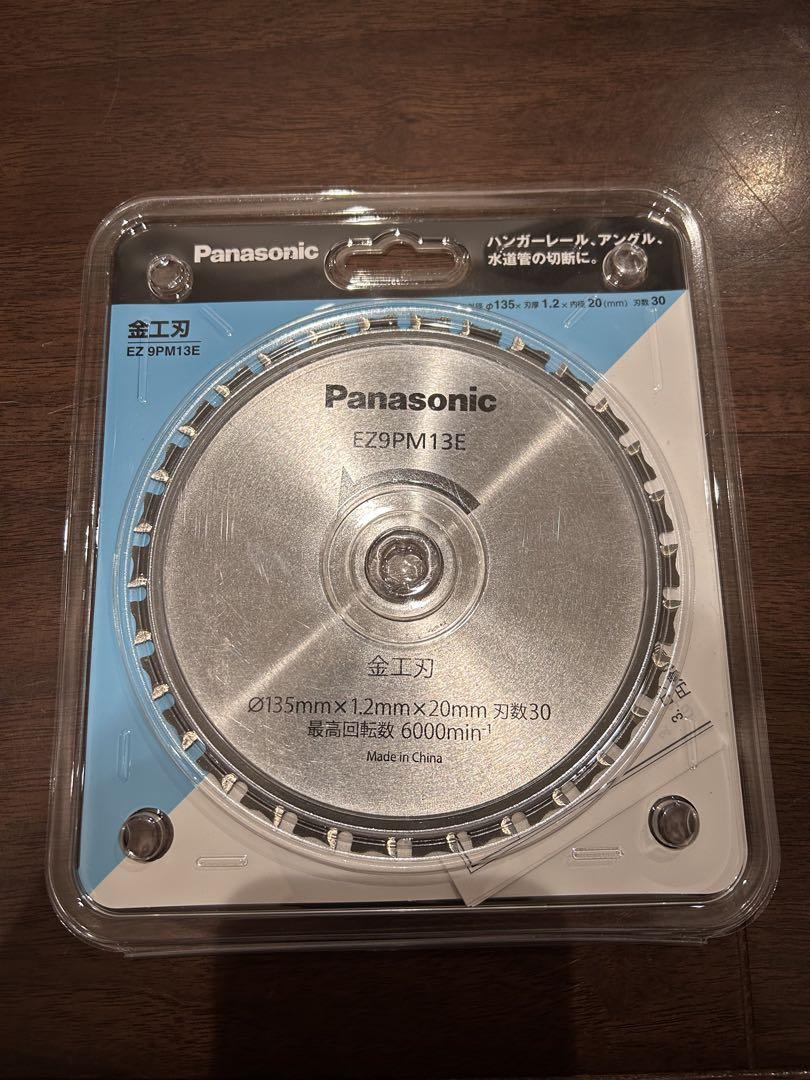 Panasonic
ハンガーレール、アングル、
水道管の切断に。
φ135× 刃厚 1.2× 内径 20(mm) 刃数 30
金工刃
EZ 9PM13E
Panasonic
EZ9PM13E
金工刃
Ø135mm×1.2mm×20mm 刃数30
最高回転数 6000min⁻¹
Made in China